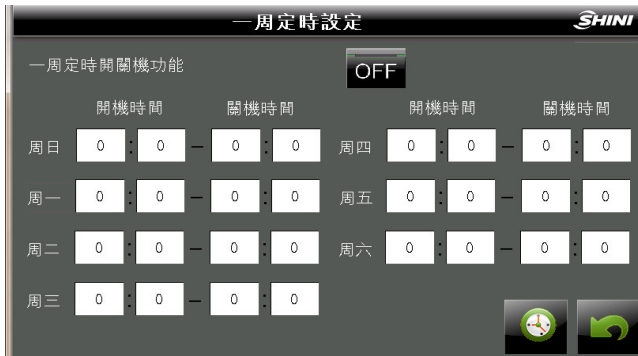 一周定時設定 SHINI
一周定時開關機功能 OFF
開機時間 關機時間 開機時間 關機時間
周日 0 : 0 – 0 : 0 周四 0 : 0 – 0 : 0
周一 0 : 0 – 0 : 0 周五 0 : 0 – 0 : 0
周二 0 : 0 – 0 : 0 周六 0 : 0 – 0 : 0
周三 0 : 0 – 0 : 0